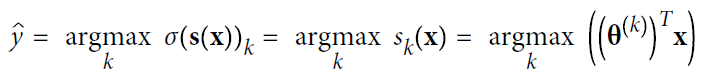 ŷ = argmax_k σ(s(x))_k = argmax_k s_k(x) = argmax_k ((θ^(k))^T x)